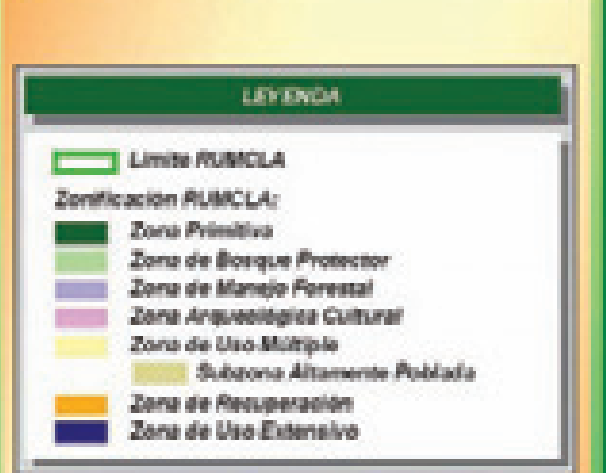 LEYENDA
Limite RUMCLA
Zonificación RUMCLA:
Zona Primitiva
Zona de Bosque Protector
Zona de Manejo Forestal
Zona Arqueológica Cultural
Zona de Uso Múltiple
Subzona Altamente Poblada
Zona de Recuperación
Zona de Uso Extensivo